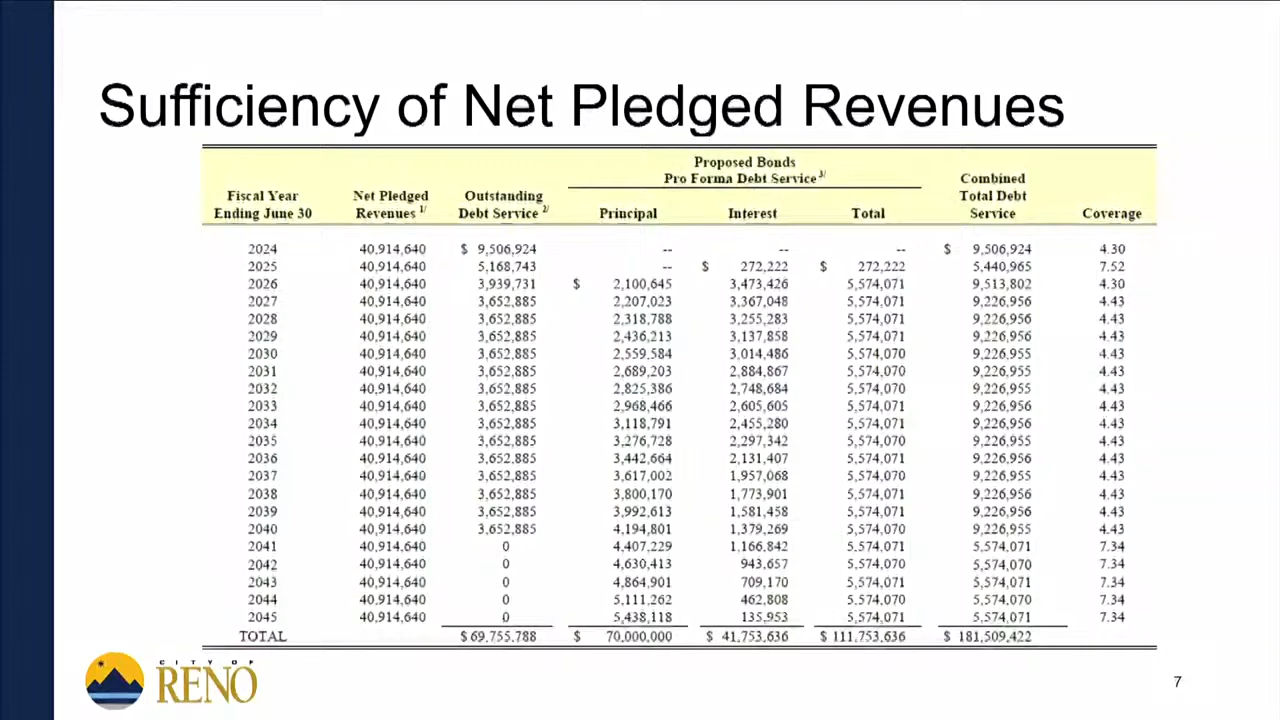 Sufficiency of Net Pledged Revenues
Proposed Bonds
Pro Forma Debt Service 3/
Combined
Fiscal Year Net Pledged Outstanding Total Debt
Ending June 30 Revenues 1/ Debt Service 2/ Principal Interest Total Service Coverage
2024 40,914,640 $ 9,506,924 -- -- -- $ 9,506,924 4.30
2025 40,914,640 5,168,743 -- $ 272,222 $ 272,222 5,440,965 7.52
2026 40,914,640 3,939,731 $ 2,100,645 3,473,426 5,574,071 9,513,802 4.30
2027 40,914,640 3,652,885 2,207,023 3,367,048 5,574,071 9,226,956 4.43
2028 40,914,640 3,652,885 2,318,788 3,255,283 5,574,071 9,226,956 4.43
2029 40,914,640 3,652,885 2,436,213 3,137,858 5,574,071 9,226,956 4.43
2030 40,914,640 3,652,885 2,559,584 3,014,486 5,574,070 9,226,955 4.43
2031 40,914,640 3,652,885 2,689,203 2,884,867 5,574,070 9,226,955 4.43
2032 40,914,640 3,652,885 2,825,386 2,748,684 5,574,070 9,226,955 4.43
2033 40,914,640 3,652,885 2,968,466 2,605,605 5,574,071 9,226,956 4.43
2034 40,914,640 3,652,885 3,118,791 2,455,280 5,574,071 9,226,956 4.43
2035 40,914,640 3,652,885 3,276,728 2,297,342 5,574,070 9,226,955 4.43
2036 40,914,640 3,652,885 3,442,664 2,131,407 5,574,071 9,226,956 4.43
2037 40,914,640 3,652,885 3,617,002 1,957,068 5,574,070 9,226,955 4.43
2038 40,914,640 3,652,885 3,800,170 1,773,901 5,574,071 9,226,956 4.43
2039 40,914,640 3,652,885 3,992,613 1,581,458 5,574,071 9,226,956 4.43
2040 40,914,640 3,652,885 4,194,801 1,379,269 5,574,070 9,226,955 4.43
2041 40,914,640 0 4,407,229 1,166,842 5,574,071 5,574,071 7.34
2042 40,914,640 0 4,630,413 943,657 5,574,070 5,574,070 7.34
2043 40,914,640 0 4,864,901 709,170 5,574,071 5,574,071 7.34
2044 40,914,640 0 5,111,262 462,808 5,574,070 5,574,070 7.34
2045 40,914,640 0 5,438,118 135,953 5,574,071 5,574,071 7.34
TOTAL $ 69,755,788 $ 70,000,000 $ 41,753,636 $ 111,753,636 $ 181,509,422
CITY OF
RENO
7